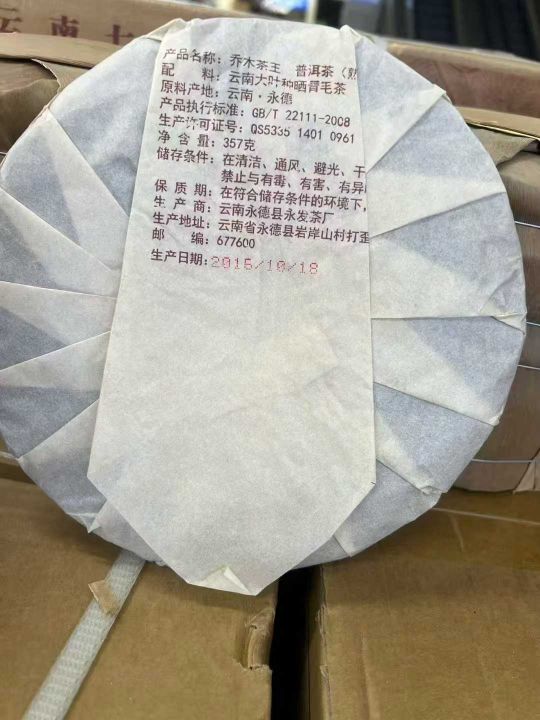 云南大
产品名称：乔木茶王 普洱茶（熟
配 料：云南大叶种晒青毛茶
原料产地：云南·永德
产品执行标准：GB/T 22111-2008
生产许可证号：QS5335 1401 0961
净 含 量：357克
储存条件：在清洁、通风、避光、干
禁止与有毒、有害、有异
保 质 期：在符合储存条件的环境下，
生 产 商：云南永德县永发茶厂
生产地址：云南省永德县岩岸山村打歪
邮 编：677600
生产日期：2015/10/18